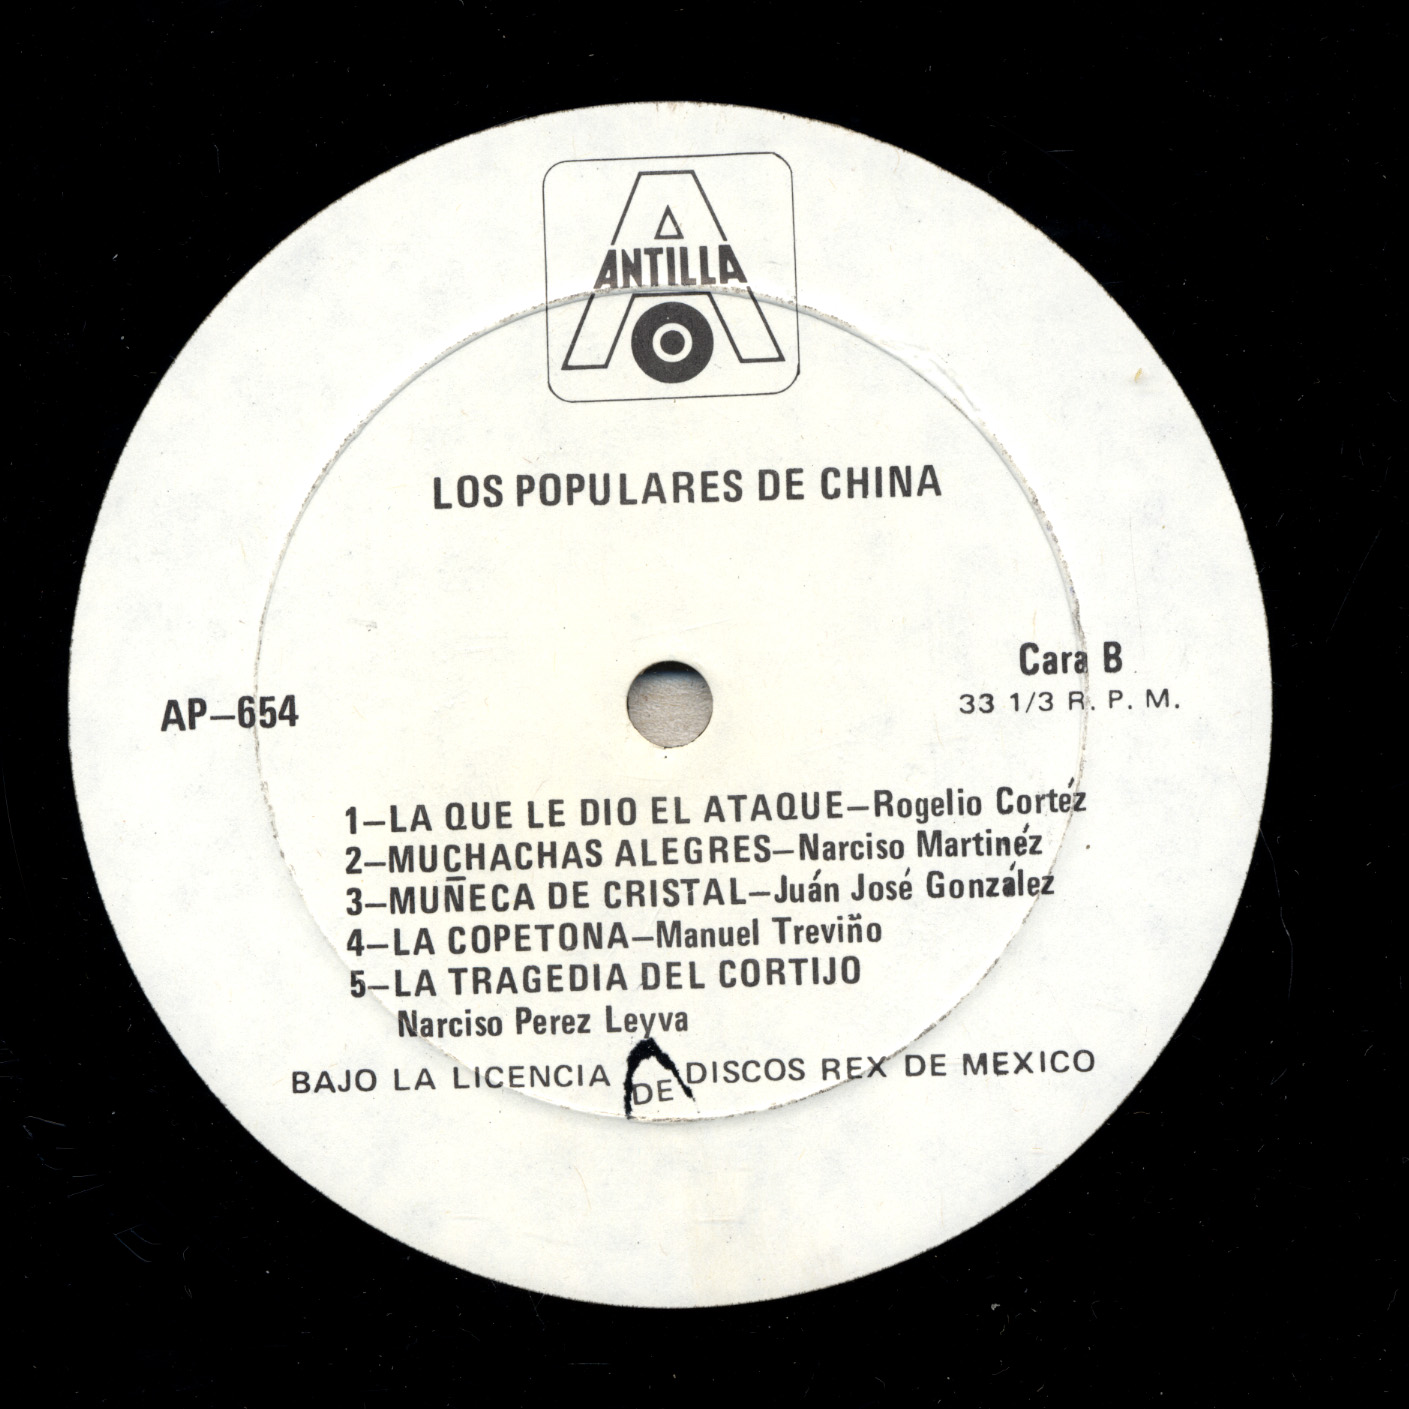 ANTILLA
LOS POPULARES DE CHINA
Cara B
33 1/3 R. P. M.
AP–654
1–LA QUE LE DIO EL ATAQUE–Rogelio Cortéz
2–MUCHACHAS ALEGRES–Narciso Martinéz
3–MUÑECA DE CRISTAL–Juán José González
4–LA COPETONA–Manuel Treviño
5–LA TRAGEDIA DEL CORTIJO
Narciso Perez Leyva
BAJO LA LICENCIA DE DISCOS REX DE MEXICO